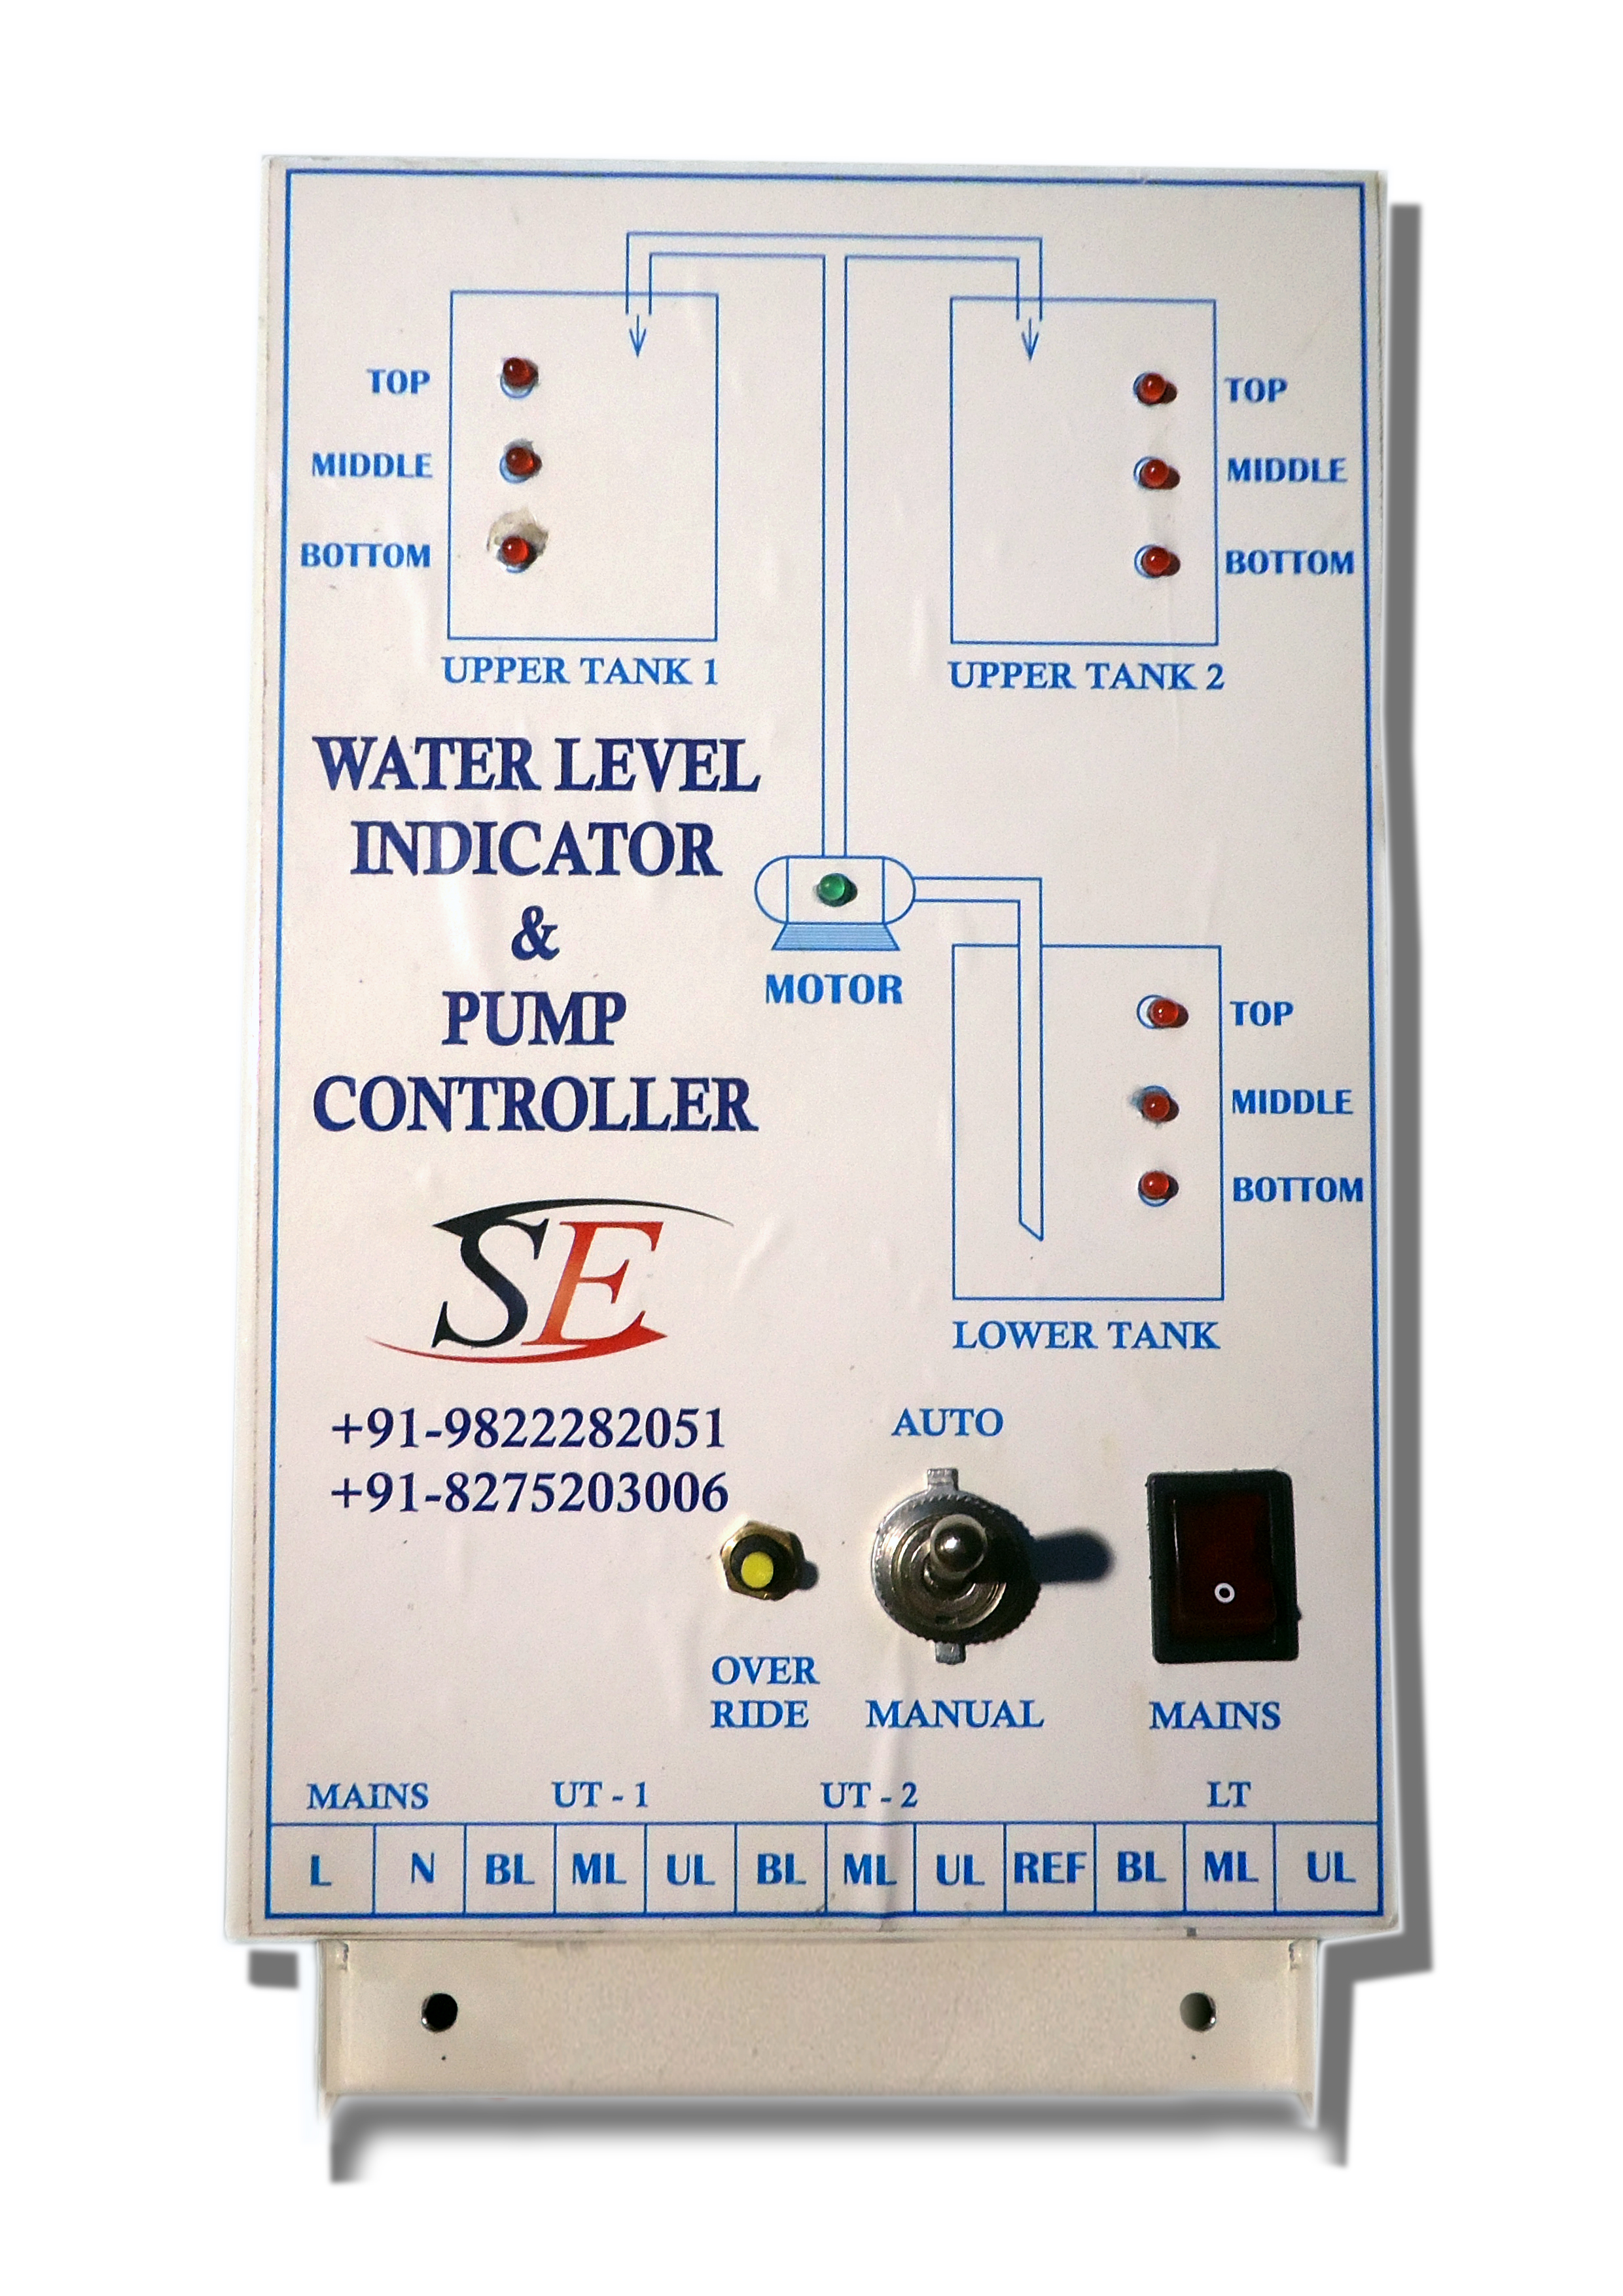 TOP
MIDDLE
BOTTOM
UPPER TANK 1
TOP
MIDDLE
BOTTOM
UPPER TANK 2
WATER LEVEL
INDICATOR
&
PUMP
CONTROLLER
MOTOR
TOP
MIDDLE
BOTTOM
LOWER TANK
SE
+91-9822282051
+91-8275203006
OVER
RIDE
AUTO
MANUAL
O
MAINS
MAINS UT - 1 UT - 2 LT
L N BL ML UL BL ML UL REF BL ML UL